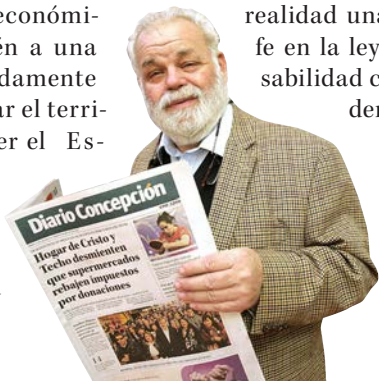 económi-
én a una
damente
ar el terri-
er el Es-
realidad una
fe en la ley
sabilidad c
der
Diario Concepción
Hogar de Cristo y
Techo desmienten
que supermercados
rebajen impuestos
por donaciones